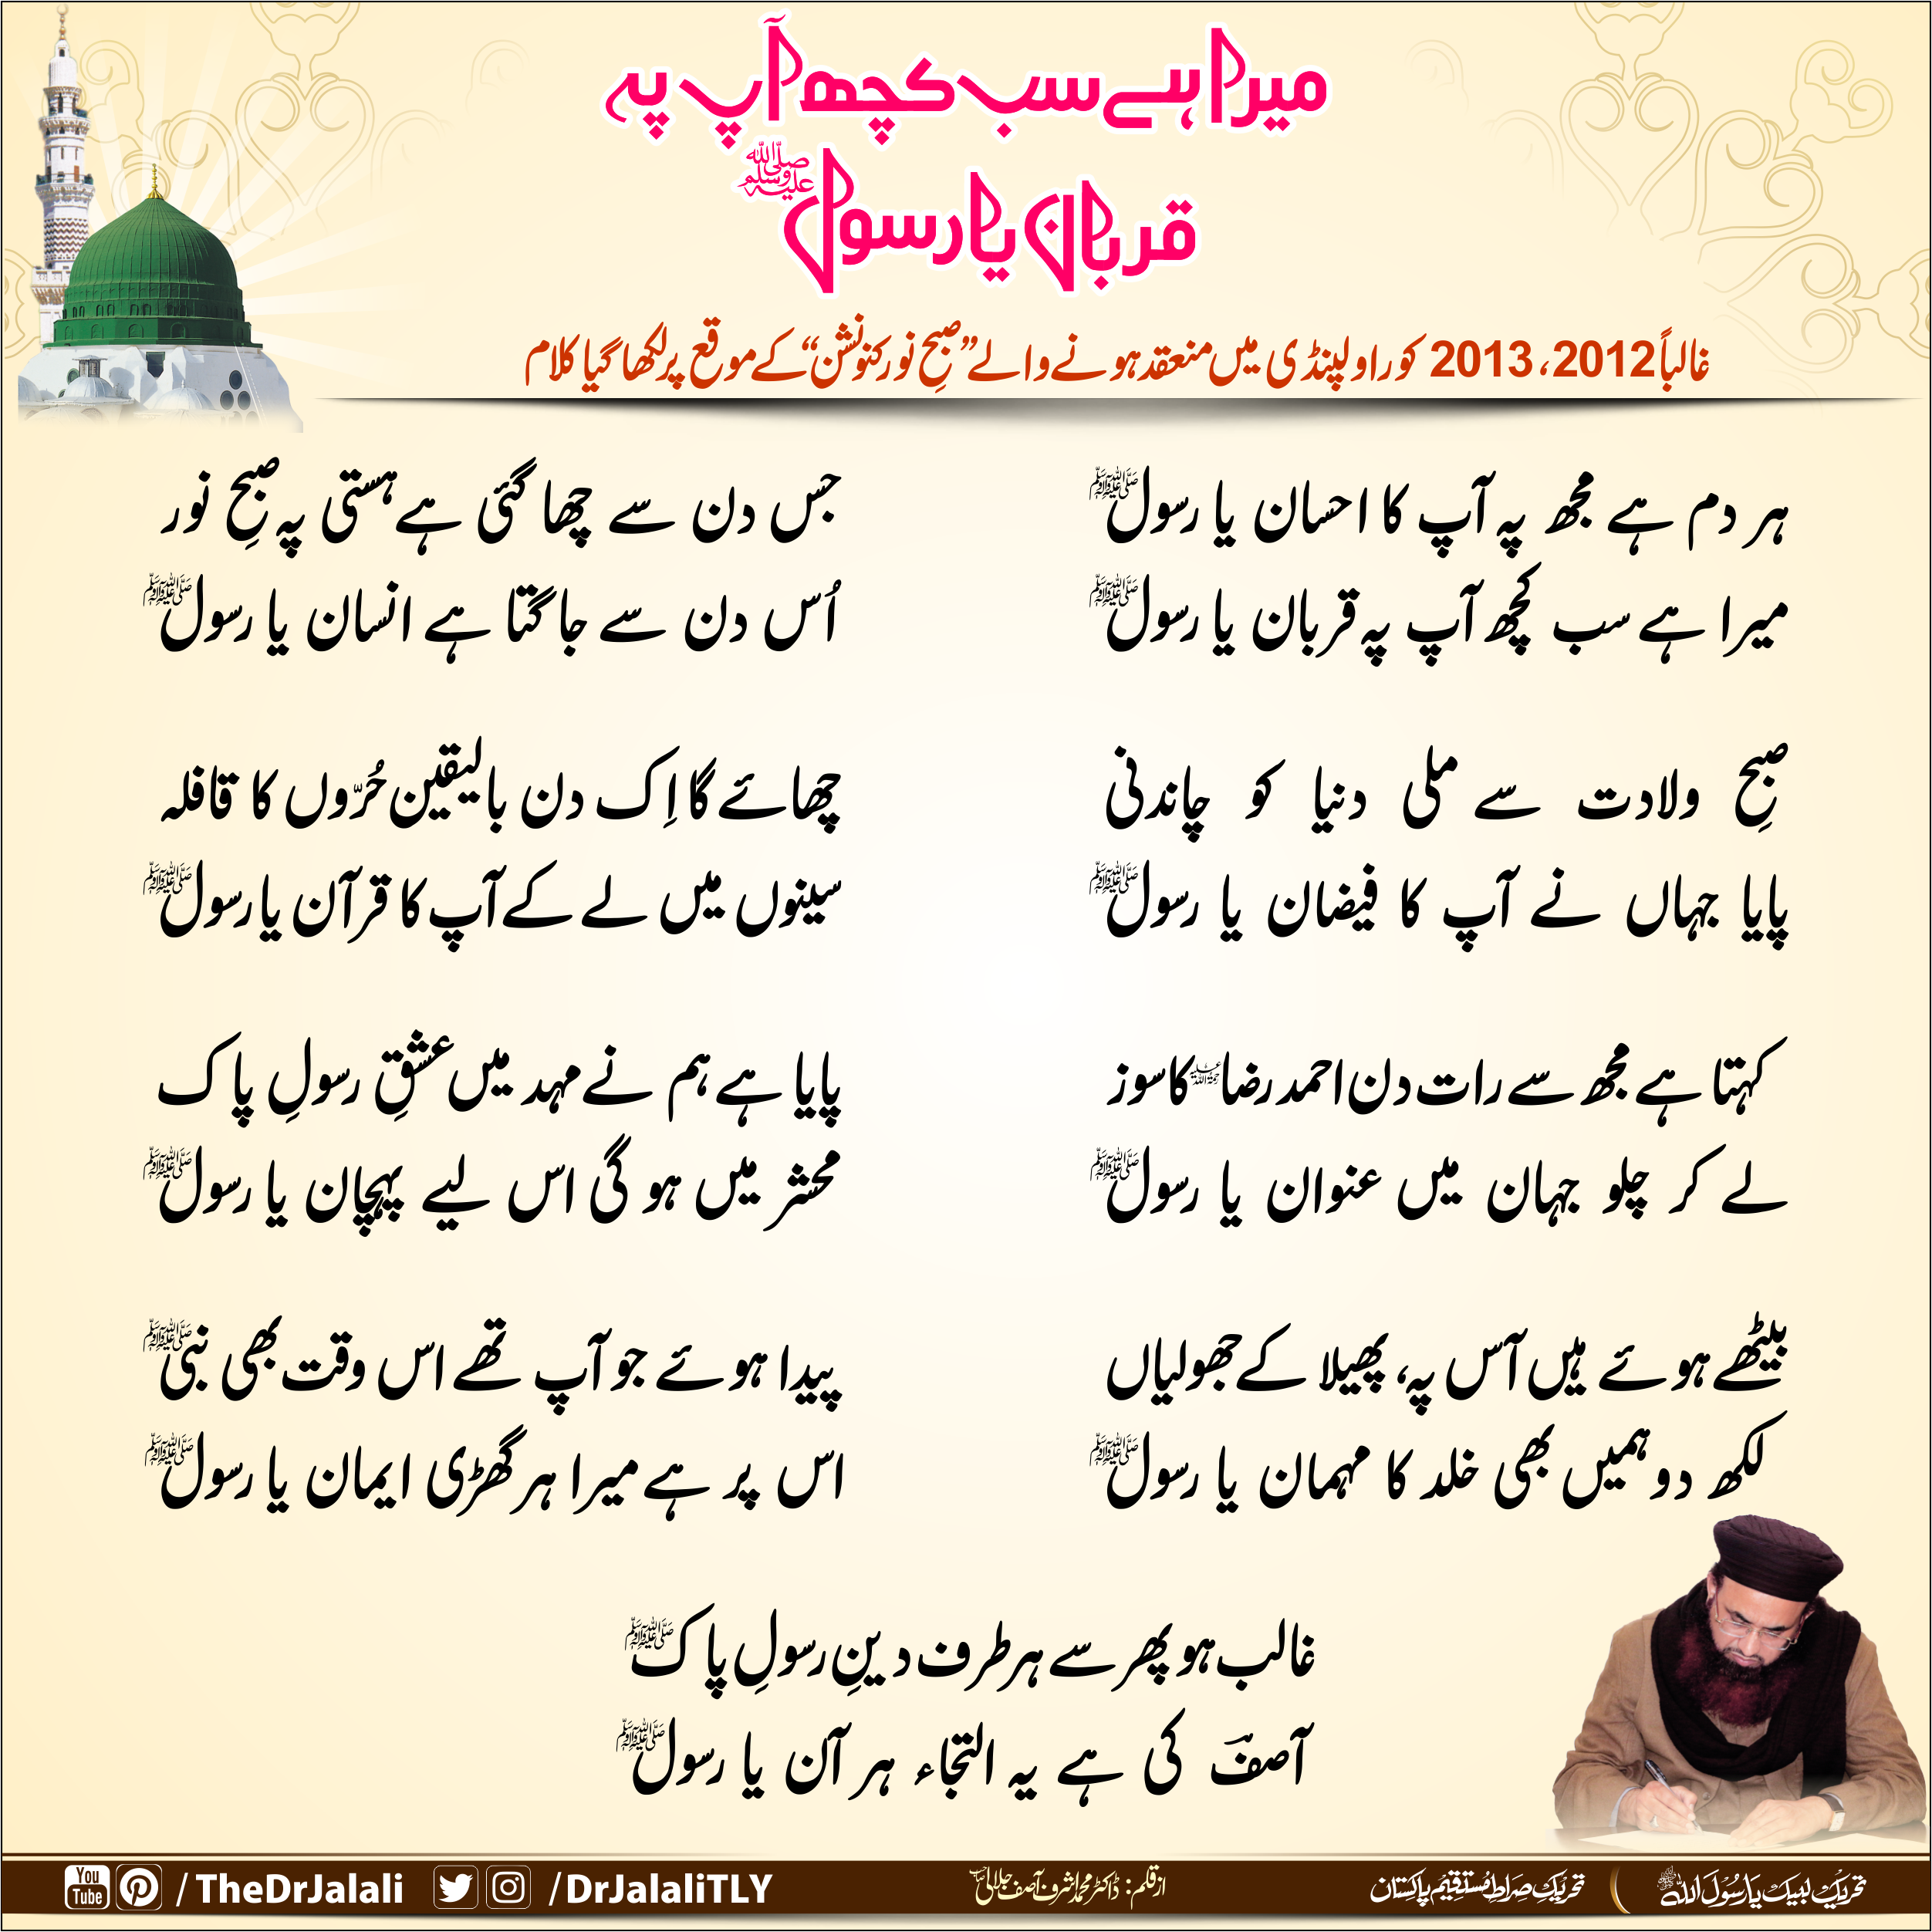 میرا ہے سب کچھ آپ پہ
قربان یا رسول ﷺ
غالباً 2012، 2013 کو راولپنڈی میں منعقد ہونے والے ”صبحِ نور کنونشن“ کے موقع پر لکھا گیا کلام
ہر دم ہے مجھ پہ آپ کا احسان یا رسول ﷺ
میرا ہے سب کچھ آپ پہ قربان یا رسول ﷺ
جس دن سے چھا گئی ہے ہستی پہ صبحِ نور
اُس دن سے جاگتا ہے انسان یا رسول ﷺ
صبحِ ولادت سے ملی دنیا کو چاندنی
پایا جہاں نے آپ کا فیضان یا رسول ﷺ
چھائے گا اِک دن بالیقین حُرّوں کا قافلہ
سینوں میں لے کے آپ کا قرآن یا رسول ﷺ
کہتا ہے مجھ سے رات دن احمد رضا رحمۃ اللہ علیہ کا سوز
لے کر چلو جہان میں عنوان یا رسول ﷺ
پایا ہے ہم نے مہد میں عشقِ رسولِ پاک
محشر میں ہو گی اس لیے پہچان یا رسول ﷺ
بیٹھے ہوئے ہیں آس پہ، پھیلا کے جھولیاں
لکھ دو ہمیں بھی خلد کا مہمان یا رسول ﷺ
پیدا ہوئے جو آپ تھے اس وقت بھی نبی ﷺ
اس پر ہے میرا ہر گھڑی ایمان یا رسول ﷺ
غالب ہو پھر سے ہر طرف دینِ رسولِ پاک ﷺ
آصفؔ کی ہے یہ التجاء ہر آن یا رسول ﷺ
تحریک لبیک یا رسول اللہ ﷺ
تحریک صراط مستقیم پاکستان
از قلم: ڈاکٹر محمد اشرف آصف جلالی
/DrJalaliTLY
You Tube /TheDrJalali